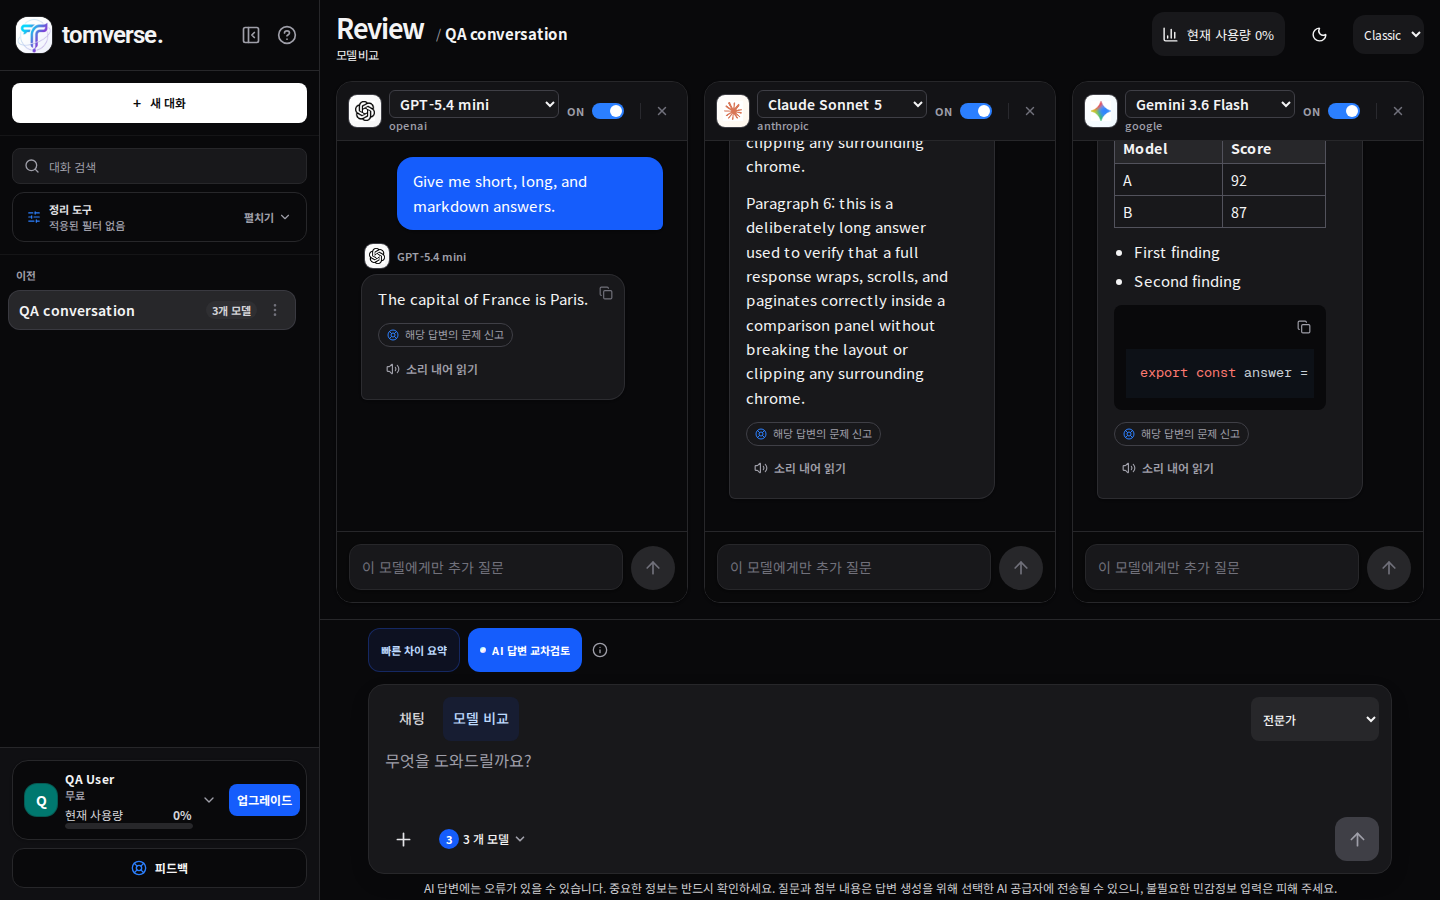 tomverse.
+ 새 대화
대화 검색
정리 도구
적용된 필터 없음
펼치기
이전
QA conversation
3개 모델
Q
QA User
무료
현재 사용량
0%
업그레이드
피드백
Review
/ QA conversation
모델비교
현재 사용량 0%
Classic
GPT-5.4 mini
ON
openai
Give me short, long, and
markdown answers.
GPT-5.4 mini
The capital of France is Paris.
해당 답변의 문제 신고
소리 내어 읽기
이 모델에게만 추가 질문
Claude Sonnet 5
ON
anthropic
clipping any surrounding
chrome.
Paragraph 6: this is a
deliberately long answer
used to verify that a full
response wraps, scrolls, and
paginates correctly inside a
comparison panel without
breaking the layout or
clipping any surrounding
chrome.
해당 답변의 문제 신고
소리 내어 읽기
이 모델에게만 추가 질문
Gemini 3.6 Flash
ON
google
Model Score
A 92
B 87
First finding
Second finding
export const answer =
해당 답변의 문제 신고
소리 내어 읽기
이 모델에게만 추가 질문
빠른 차이 요약
AI 답변 교차검토
채팅
모델 비교
전문가
무엇을 도와드릴까요?
3
3 개 모델
AI 답변에는 오류가 있을 수 있습니다. 중요한 정보는 반드시 확인하세요. 질문과 첨부 내용은 답변 생성을 위해 선택한 AI 공급자에 전송될 수 있으니, 불필요한 민감정보 입력은 피해 주세요.